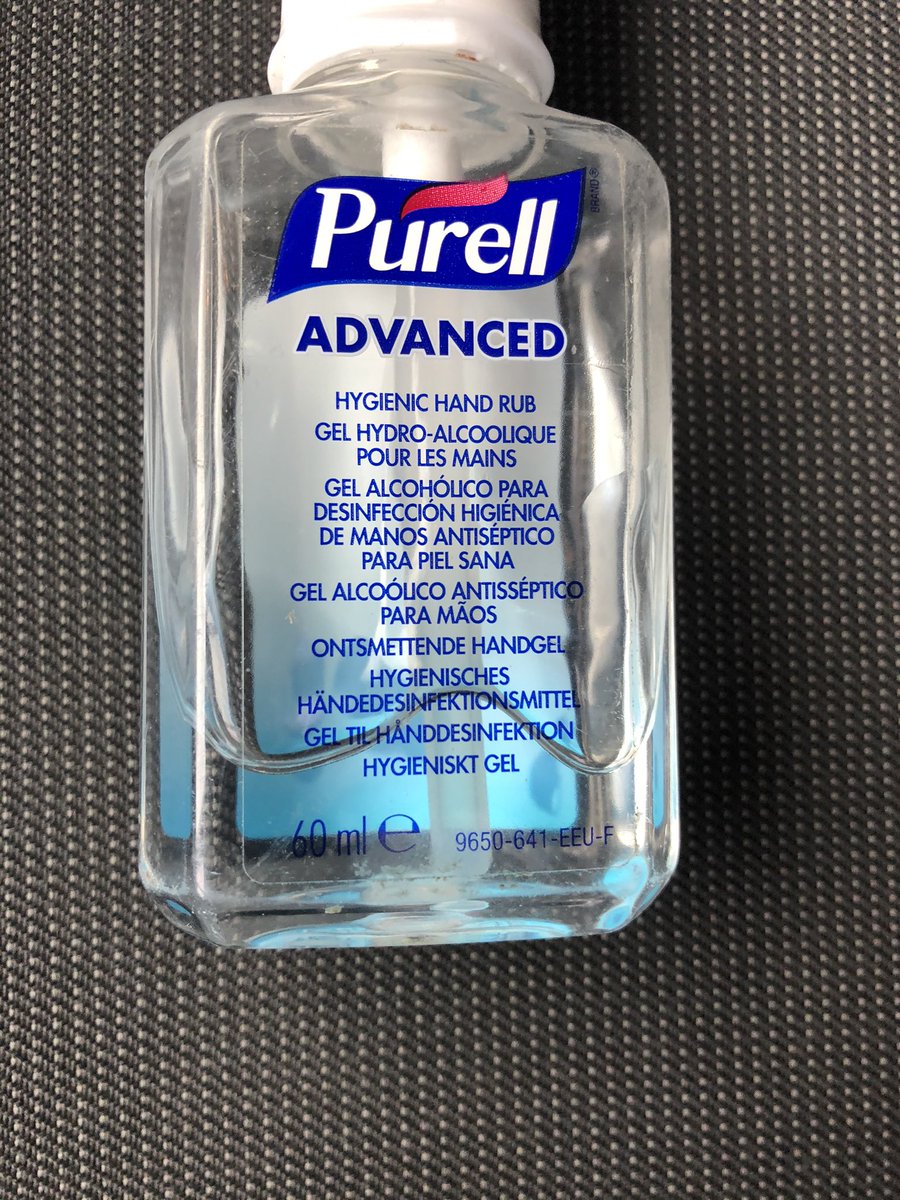 Purell
BRAND®
ADVANCED
HYGIENIC HAND RUB
GEL HYDRO-ALCOOLIQUE
POUR LES MAINS
GEL ALCOHÓLICO PARA
DESINFECCIÓN HIGIÉNICA
DE MANOS ANTISÉPTICO
PARA PIEL SANA
GEL ALCOÓLICO ANTISSÉPTICO
PARA MÃOS
ONTSMETTENDE HANDGEL
HYGIENISCHES
HÄNDEDESINFEKTIONSMITTEL
GEL TIL HÅNDDESINFEKTION
HYGIENISKT GEL
60 ml ℮ 9650-641-EEU-F